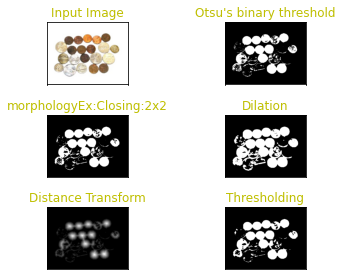 Input Image
Otsu's binary threshold
morphologyEx:Closing:2x2
Dilation
Distance Transform
Thresholding